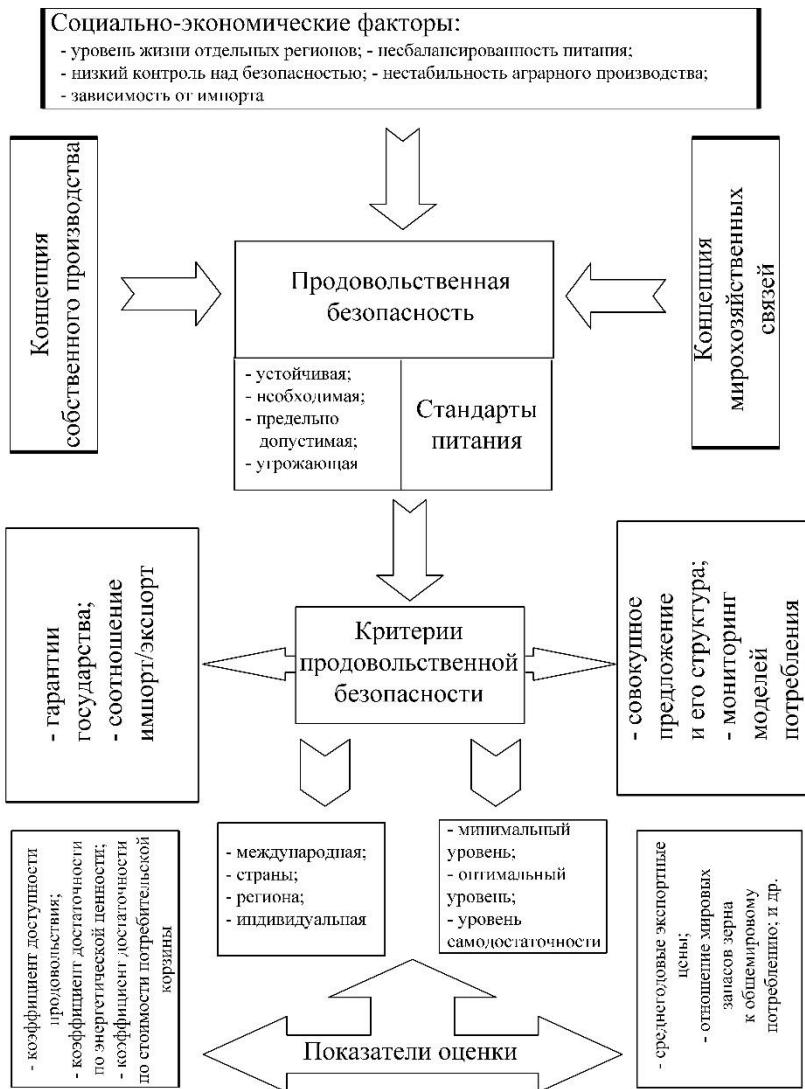 Социально-экономические факторы:
- уровень жизни отдельных регионов; - несбалансированность питания;
- низкий контроль над безопасностью; - нестабильность аграрного производства;
- зависимость от импорта
Концепция
собственного производства
Продовольственная
безопасность
Концепция
мирохозяйственных
связей
- устойчивая;
- необходимая;
- предельно
допустимая;
- угрожающая
Стандарты
питания
- гарантии
государства;
- соотношение
импорт/экспорт
Критерии
продовольственной
безопасности
- совокупное
предложение
и его структура;
- мониторинг
моделей
потребления
- коэффициент доступности
продовольствия;
- коэффициент достаточности
по энергетической ценности;
- коэффициент достаточности
по стоимости потребительской
корзины
- международная;
- страны;
- региона;
- индивидуальная
- минимальный
уровень;
- оптимальный
уровень;
- уровень
самодостаточности
- среднегодовые экспортные
цены;
- отношение мировых
запасов зерна
к общемировому
потреблению; и др.
Показатели оценки